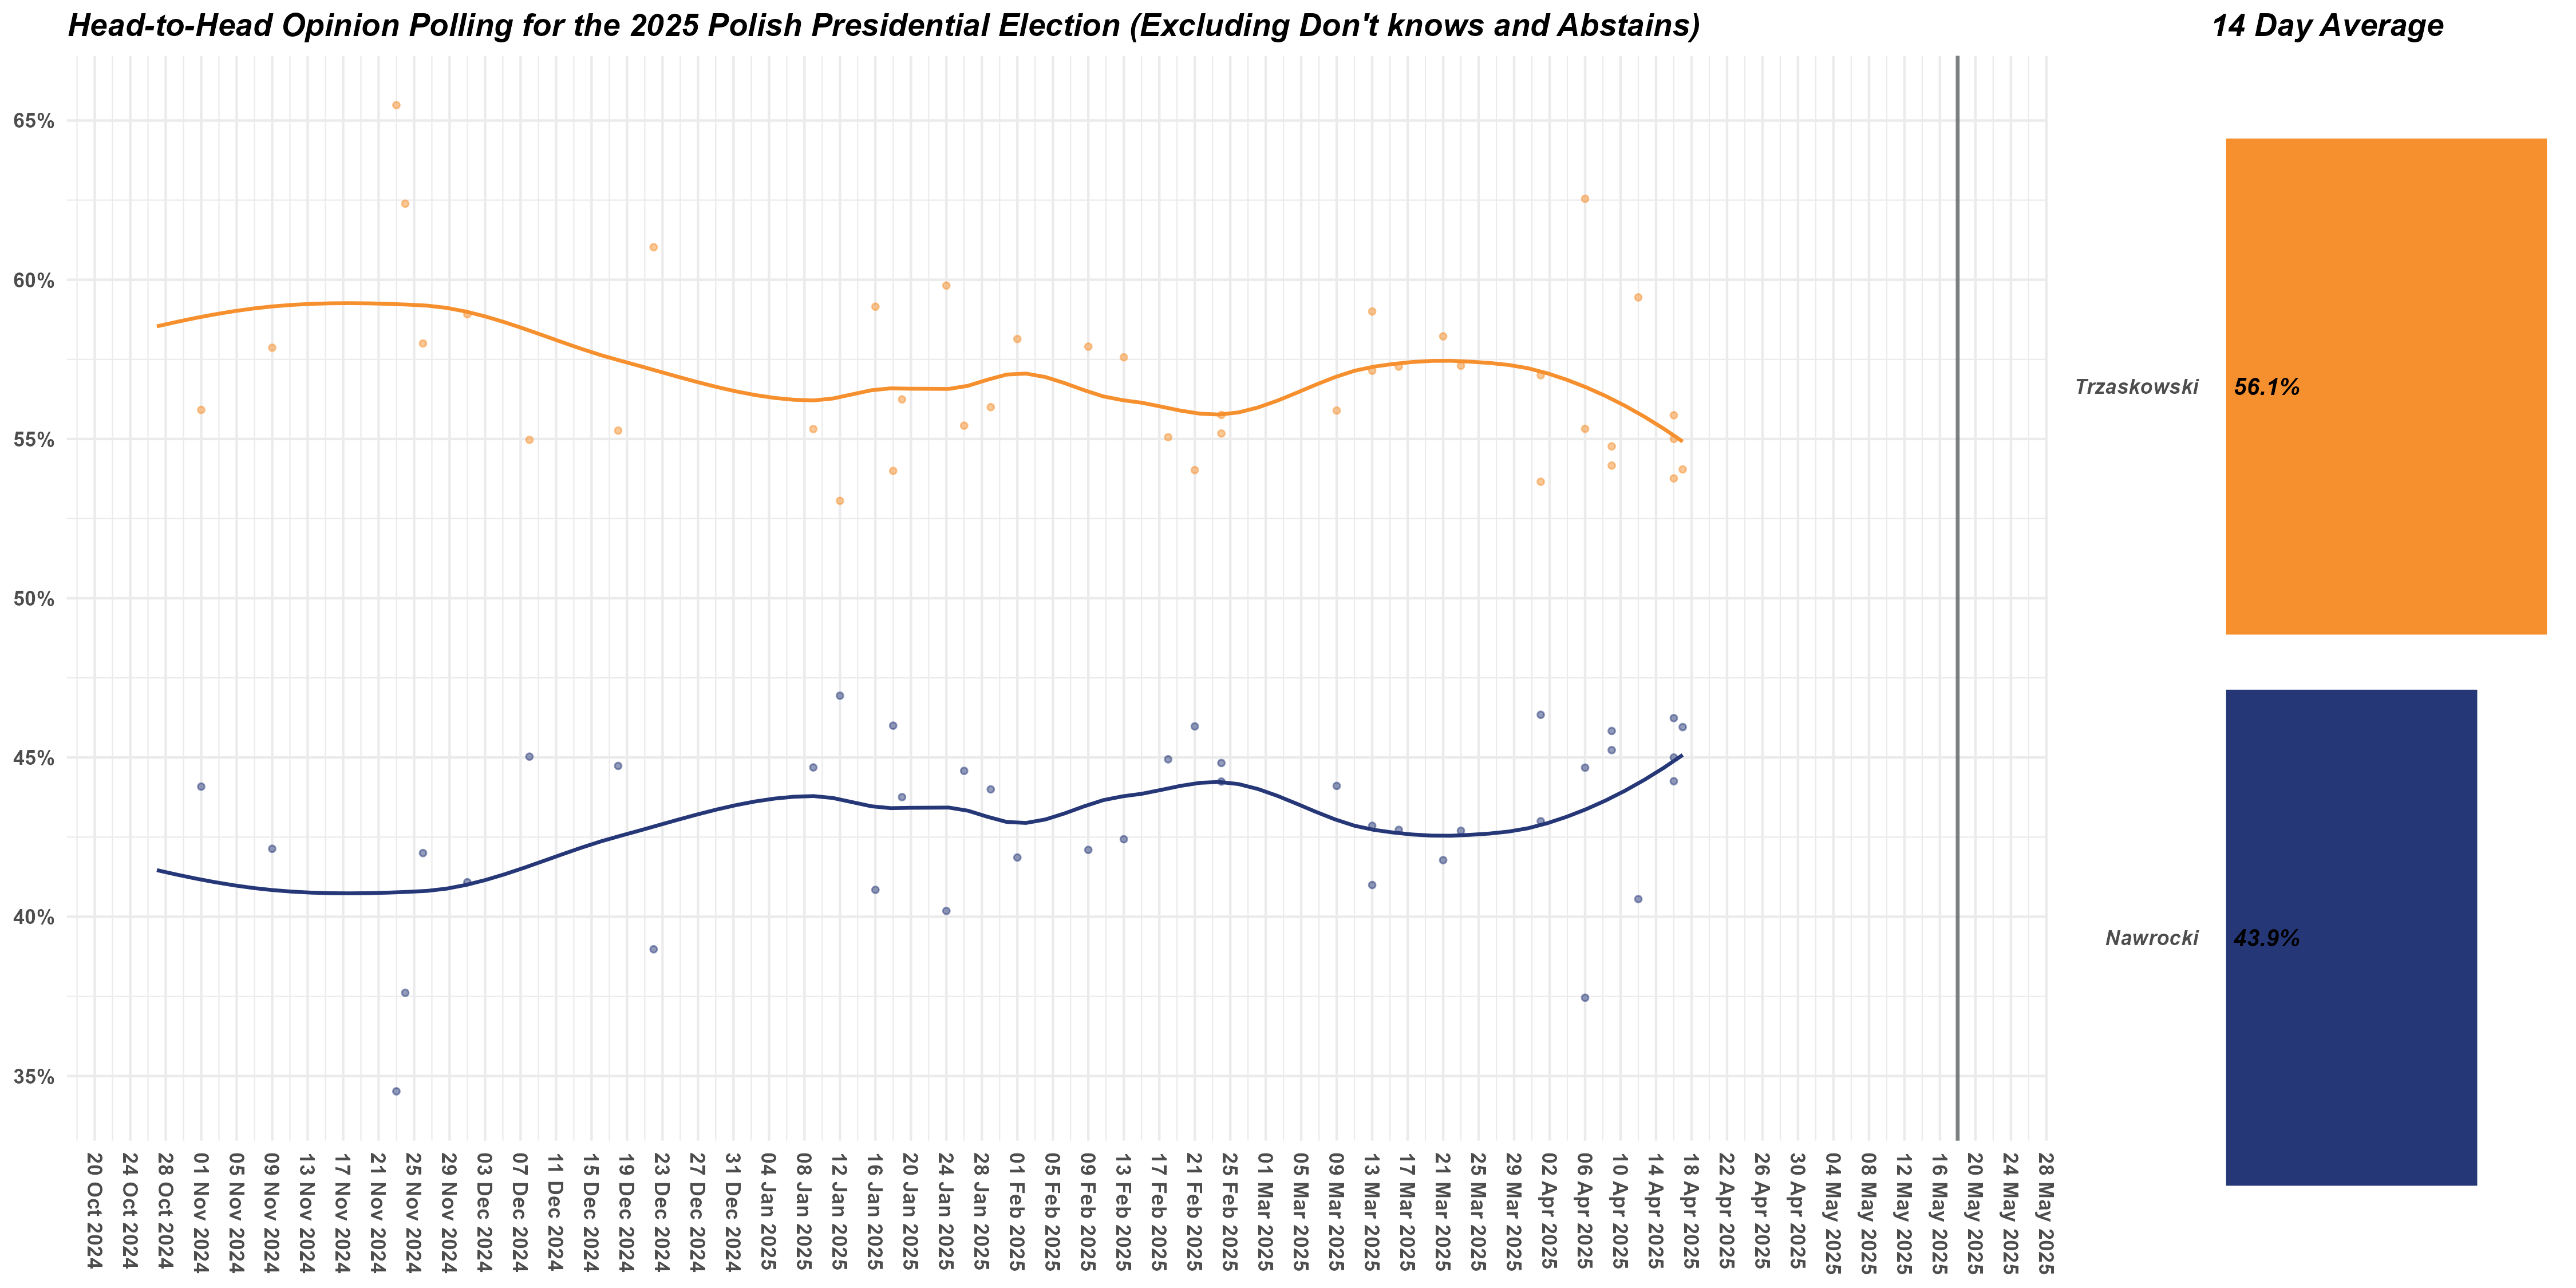 Head-to-Head Opinion Polling for the 2025 Polish Presidential Election (Excluding Don't knows and Abstains)
14 Day Average
65%
60%
55%
50%
45%
40%
35%
20 Oct 2024
24 Oct 2024
28 Oct 2024
01 Nov 2024
05 Nov 2024
09 Nov 2024
13 Nov 2024
17 Nov 2024
21 Nov 2024
25 Nov 2024
29 Nov 2024
03 Dec 2024
07 Dec 2024
11 Dec 2024
15 Dec 2024
19 Dec 2024
23 Dec 2024
27 Dec 2024
31 Dec 2024
04 Jan 2025
08 Jan 2025
12 Jan 2025
16 Jan 2025
20 Jan 2025
24 Jan 2025
28 Jan 2025
01 Feb 2025
05 Feb 2025
09 Feb 2025
13 Feb 2025
17 Feb 2025
21 Feb 2025
25 Feb 2025
01 Mar 2025
05 Mar 2025
09 Mar 2025
13 Mar 2025
17 Mar 2025
21 Mar 2025
25 Mar 2025
29 Mar 2025
02 Apr 2025
06 Apr 2025
10 Apr 2025
14 Apr 2025
18 Apr 2025
22 Apr 2025
26 Apr 2025
30 Apr 2025
04 May 2025
08 May 2025
12 May 2025
16 May 2025
20 May 2025
24 May 2025
28 May 2025
Trzaskowski
56.1%
Nawrocki
43.9%